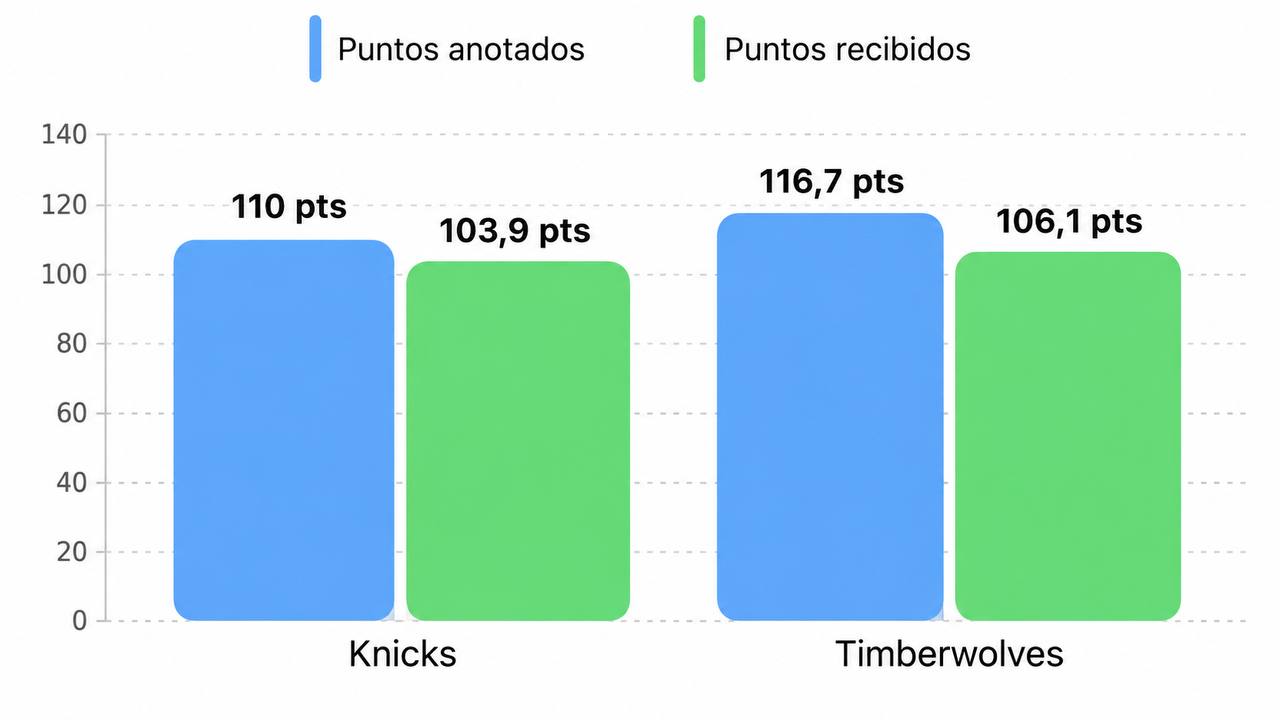 Puntos anotados
Puntos recibidos
140
120
100
80
60
40
20
0
110 pts
103,9 pts
116,7 pts
106,1 pts
Knicks
Timberwolves